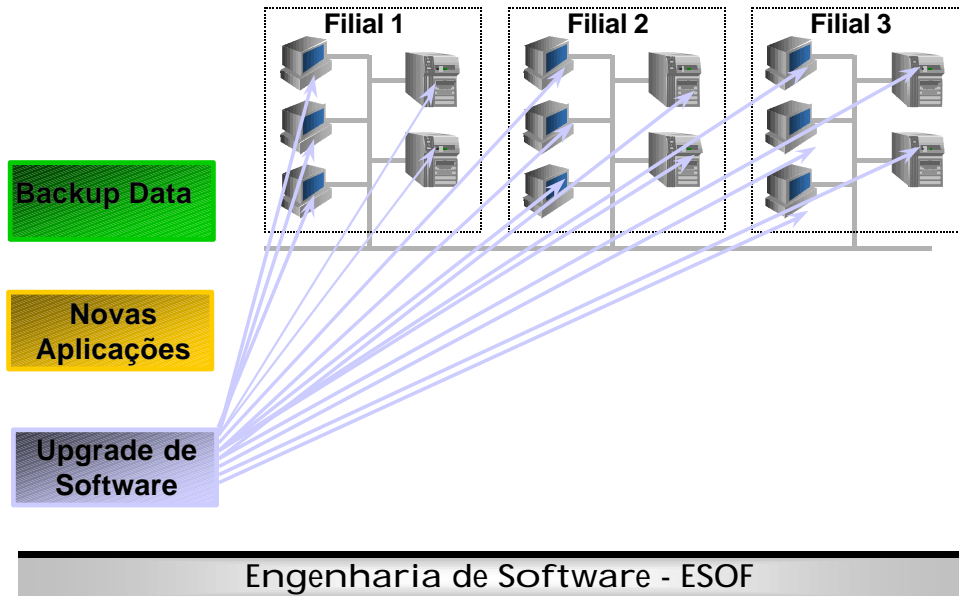 Filial 1
Filial 2
Filial 3
Backup Data
Novas
Aplicações
Upgrade de
Software
Engenharia de Software - ESOF